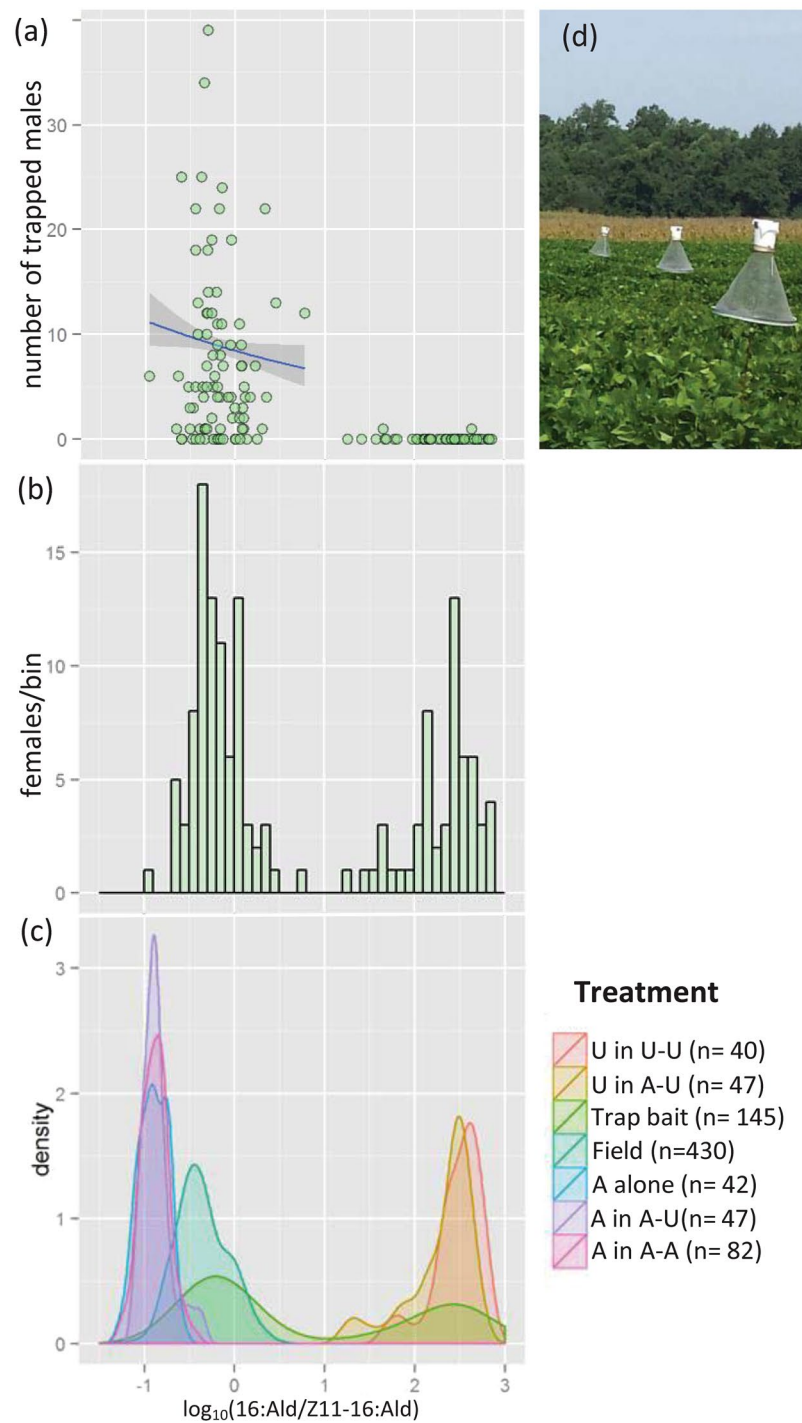 (a)
number of trapped males
30
20
10
0
(d)
(b)
females/bin
15
10
5
0
(c)
density
3
2
1
0
-1 0 1 2 3
log₁₀(16:Ald/Z11-16:Ald)
Treatment
U in U-U (n= 40)
U in A-U (n= 47)
Trap bait (n= 145)
Field (n=430)
A alone (n= 42)
A in A-U(n= 47)
A in A-A (n= 82)